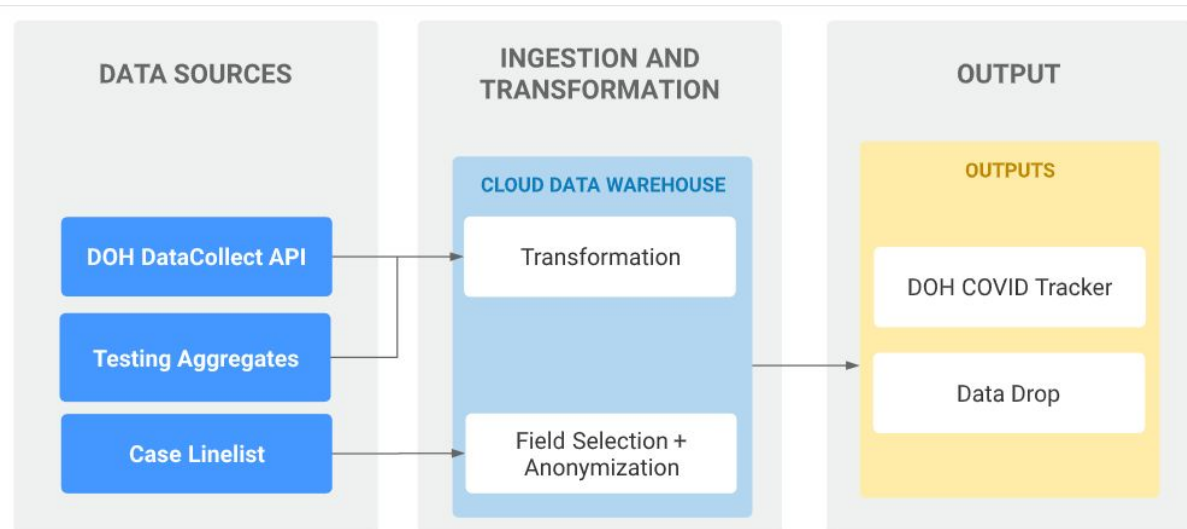 DATA SOURCES
DOH DataCollect API
Testing Aggregates
Case Linelist
INGESTION AND
TRANSFORMATION
CLOUD DATA WAREHOUSE
Transformation
Field Selection +
Anonymization
OUTPUT
OUTPUTS
DOH COVID Tracker
Data Drop